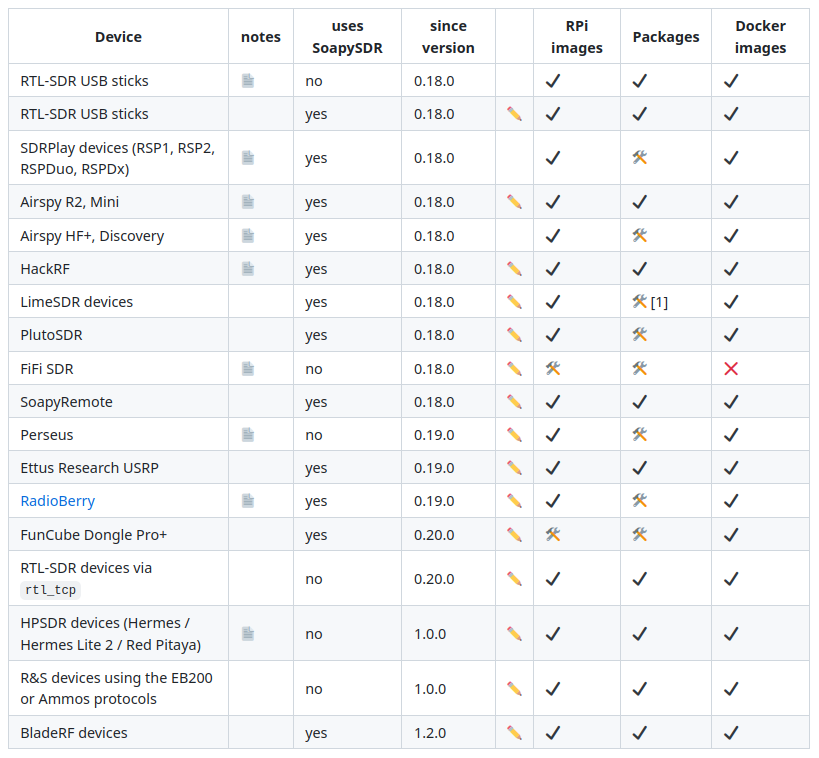 Device notes uses SoapySDR since version RPi images Packages Docker images
RTL-SDR USB sticks no 0.18.0 ✔ ✔ ✔
RTL-SDR USB sticks yes 0.18.0 ✔ ✔ ✔
SDRPlay devices (RSP1, RSP2,
RSPDuo, RSPDx) yes 0.18.0 ✔ ✔
Airspy R2, Mini yes 0.18.0 ✔ ✔ ✔
Airspy HF+, Discovery yes 0.18.0 ✔ ✔
HackRF yes 0.18.0 ✔ ✔ ✔
LimeSDR devices yes 0.18.0 ✔ [1] ✔
PlutoSDR yes 0.18.0 ✔ ✔
FiFi SDR no 0.18.0 ❌
SoapyRemote yes 0.18.0 ✔ ✔ ✔
Perseus no 0.19.0 ✔ ✔
Ettus Research USRP yes 0.19.0 ✔ ✔ ✔
RadioBerry yes 0.19.0 ✔ ✔
FunCube Dongle Pro+ yes 0.20.0 ✔
RTL-SDR devices via
rtl_tcp no 0.20.0 ✔ ✔ ✔
HPSDR devices (Hermes /
Hermes Lite 2 / Red Pitaya) no 1.0.0 ✔ ✔ ✔
R&S devices using the EB200
or Ammos protocols no 1.0.0 ✔ ✔ ✔
BladeRF devices yes 1.2.0 ✔ ✔ ✔